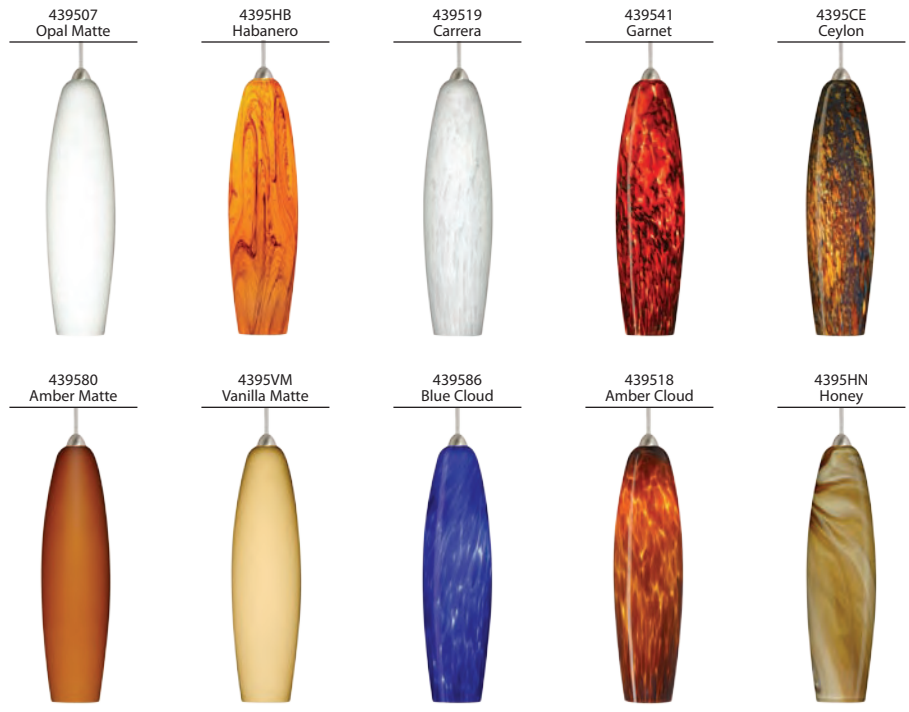 439507
Opal Matte
4395HB
Habanero
439519
Carrera
439541
Garnet
4395CE
Ceylon
439580
Amber Matte
4395VM
Vanilla Matte
439586
Blue Cloud
439518
Amber Cloud
4395HN
Honey